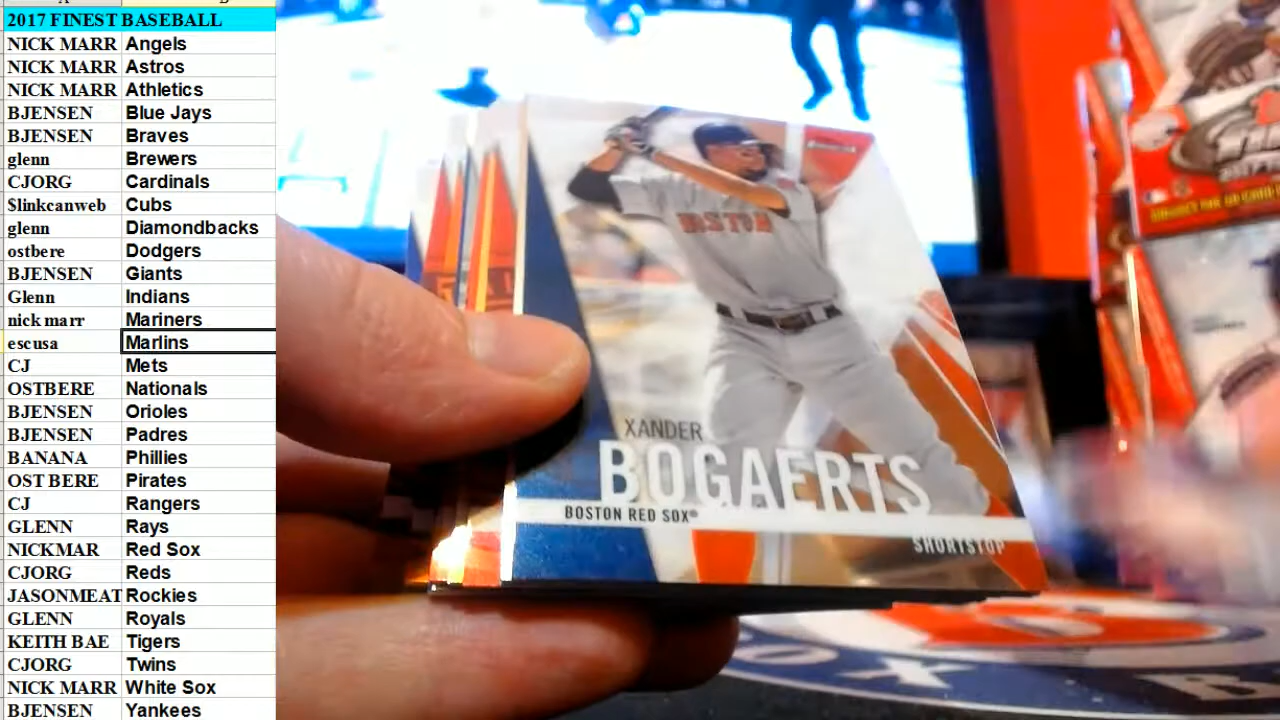 2017 FINEST BASEBALL
NICK MARR Angels
NICK MARR Astros
NICK MARR Athletics
BJENSEN Blue Jays
BJENSEN Braves
glenn Brewers
CJORG Cardinals
$linkcanweb Cubs
glenn Diamondbacks
ostbere Dodgers
BJENSEN Giants
Glenn Indians
nick marr Mariners
escusa Marlins
CJ Mets
OSTBERE Nationals
BJENSEN Orioles
BJENSEN Padres
BANANA Phillies
OST BERE Pirates
CJ Rangers
GLENN Rays
NICKMAR Red Sox
CJORG Reds
JASONMEAT Rockies
GLENN Royals
KEITH BAE Tigers
CJORG Twins
NICK MARR White Sox
BJENSEN Yankees
BOSTON
XANDER
BOGAERTS
BOSTON RED SOX®
SHORTSTOP